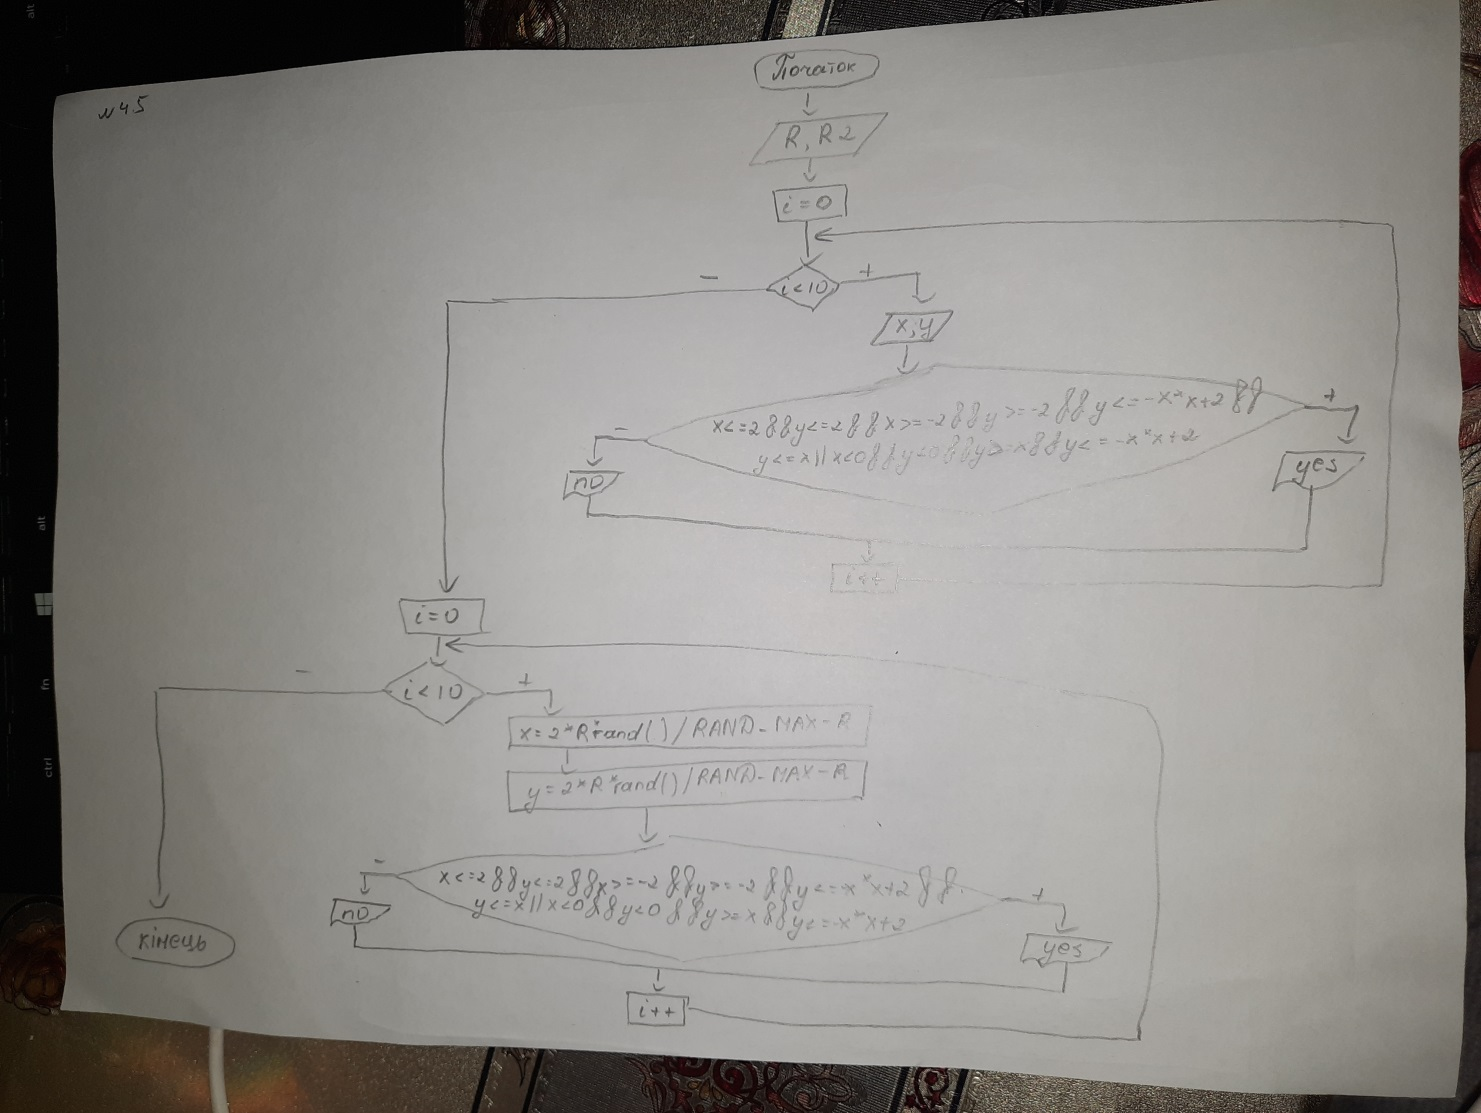 №45
Початок
R, R2
i=0
i<10
-
+
x,y
x<=2&&y<=2&&x>=-2&&y>=-2&&y<=-x*x+2&&
y<=x||x<0&&y<0&&y>=x&&y<=-x*x+2
-
+
no
yes
i++
i=0
i<10
-
+
x=2*R*rand()/RAND_MAX-R
y=2*R*rand()/RAND_MAX-R
x<=2&&y<=2&&x>=-2&&y>=-2&&y<=-x*x+2&&
y<=x||x<0&&y<0&&y>=x&&y<=-x*x+2
-
+
no
yes
кінець
i++
alt
alt
fn
ctrl